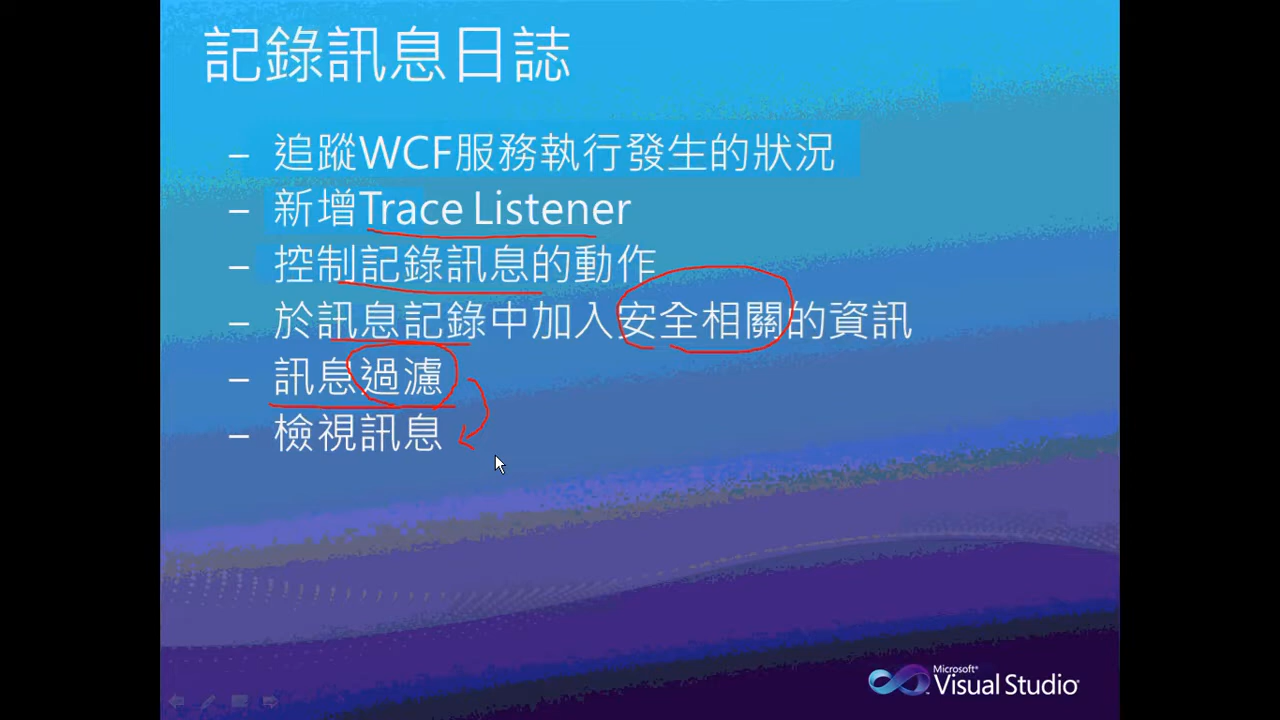 記錄訊息日誌
– 追蹤WCF服務執行發生的狀況
– 新增Trace Listener
– 控制記錄訊息的動作
– 於訊息記錄中加入安全相關的資訊
– 訊息過濾
– 檢視訊息
Microsoft®
Visual Studio®